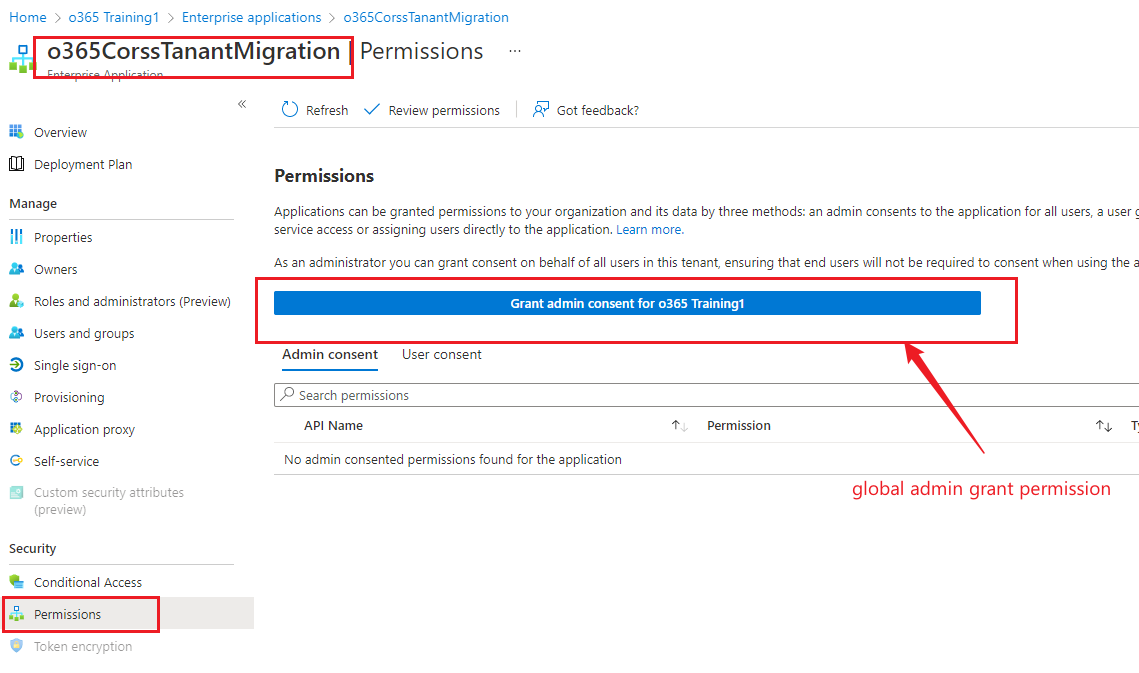 Home > o365 Training1 > Enterprise applications > o365CorssTanantMigration
o365CorssTanantMigration | Permissions ...
Enterprise Application
«
Refresh Review permissions Got feedback?
Overview
Deployment Plan
Manage
Properties
Owners
Roles and administrators (Preview)
Users and groups
Single sign-on
Provisioning
Application proxy
Self-service
Custom security attributes
(preview)
Security
Conditional Access
Permissions
Token encryption
Permissions
Applications can be granted permissions to your organization and its data by three methods: an admin consents to the application for all users, a user
service access or assigning users directly to the application. Learn more.
As an administrator you can grant consent on behalf of all users in this tenant, ensuring that end users will not be required to consent when using the
Grant admin consent for o365 Training1
Admin consent User consent
Search permissions
API Name ↑↓ Permission ↑↓
No admin consented permissions found for the application
global admin grant permission